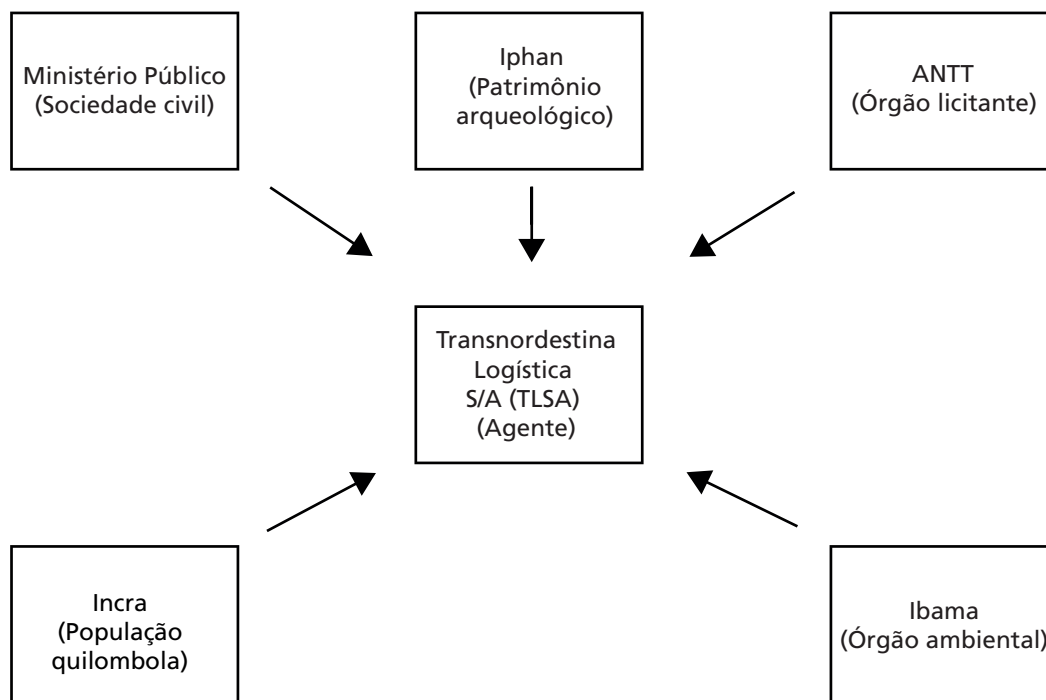 Ministério Público
(Sociedade civil)
Iphan
(Patrimônio
arqueológico)
ANTT
(Órgão licitante)
Transnordestina
Logística
S/A (TLSA)
(Agente)
Incra
(População
quilombola)
Ibama
(Órgão ambiental)